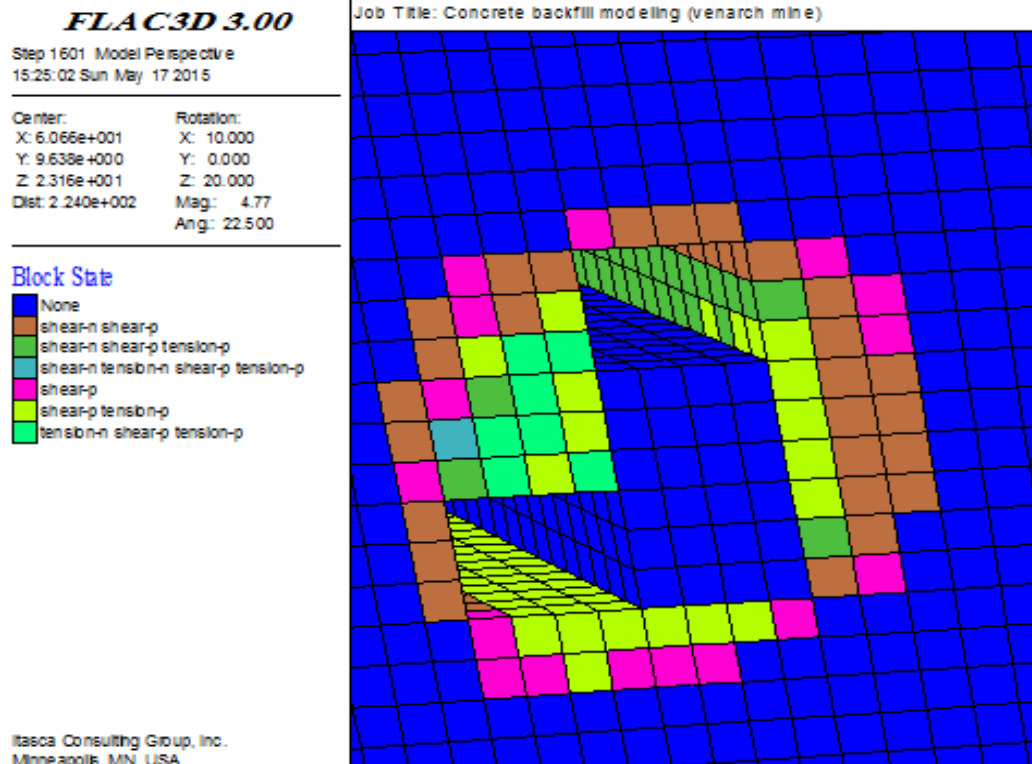 FLAC3D 3.00
Step 1601 Model Perspective
15:25:02 Sun May 17 2015
Center:
X: 6.066e+001
Y: 9.638e+000
Z: 2.316e+001
Dist: 2.240e+002
Rotation:
X: 10.000
Y: 0.000
Z: 20.000
Mag.: 4.77
Ang.: 22.500
Block State
None
shear-n shear-p
shear-n shear-p tension-p
shear-n tension-n shear-p tension-p
shear-p
shear-p tension-p
tension-n shear-p tension-p
Itasca Consulting Group, Inc.
Minneapolis, MN USA
Job Title: Concrete backfill modeling (venarch mine)